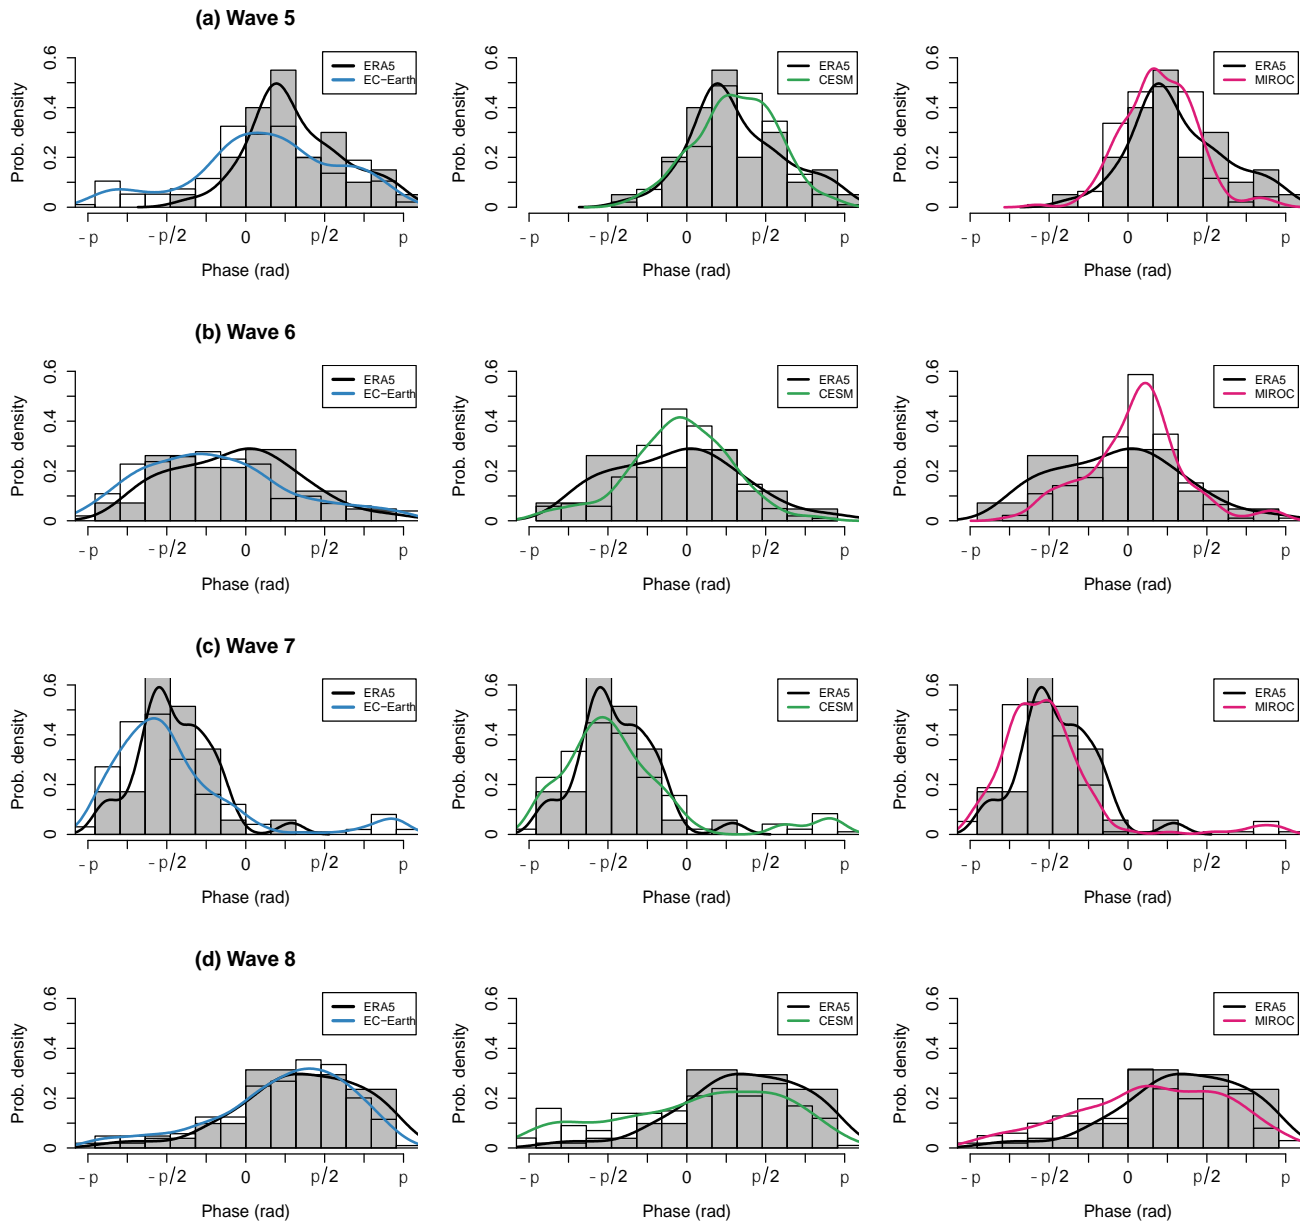 (a) Wave 5
Prob. density
0 0.2 0.4 0.6
ERA5
EC−Earth
-p -p/2 0 p/2 p
Phase (rad)
Prob. density
0 0.2 0.4 0.6
ERA5
CESM
-p -p/2 0 p/2 p
Phase (rad)
Prob. density
0 0.2 0.4 0.6
ERA5
MIROC
-p -p/2 0 p/2 p
Phase (rad)
(b) Wave 6
Prob. density
0 0.2 0.4 0.6
ERA5
EC−Earth
-p -p/2 0 p/2 p
Phase (rad)
Prob. density
0 0.2 0.4 0.6
ERA5
CESM
-p -p/2 0 p/2 p
Phase (rad)
Prob. density
0 0.2 0.4 0.6
ERA5
MIROC
-p -p/2 0 p/2 p
Phase (rad)
(c) Wave 7
Prob. density
0 0.2 0.4 0.6
ERA5
EC−Earth
-p -p/2 0 p/2 p
Phase (rad)
Prob. density
0 0.2 0.4 0.6
ERA5
CESM
-p -p/2 0 p/2 p
Phase (rad)
Prob. density
0 0.2 0.4 0.6
ERA5
MIROC
-p -p/2 0 p/2 p
Phase (rad)
(d) Wave 8
Prob. density
0 0.2 0.4 0.6
ERA5
EC−Earth
-p -p/2 0 p/2 p
Phase (rad)
Prob. density
0 0.2 0.4 0.6
ERA5
CESM
-p -p/2 0 p/2 p
Phase (rad)
Prob. density
0 0.2 0.4 0.6
ERA5
MIROC
-p -p/2 0 p/2 p
Phase (rad)